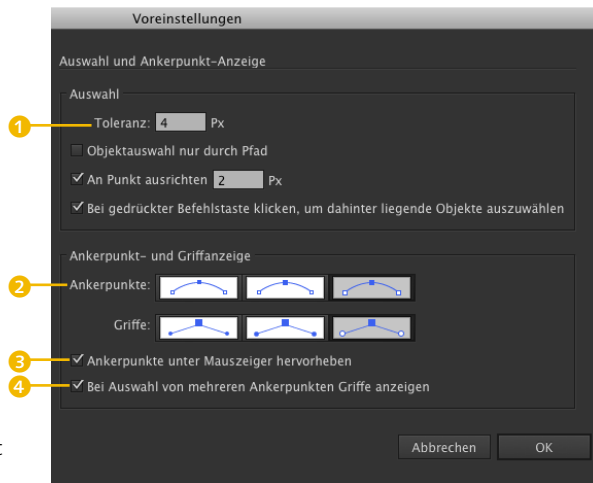 Voreinstellungen
Auswahl und Ankerpunkt-Anzeige
Auswahl
1 Toleranz: 4 Px
Objektauswahl nur durch Pfad
An Punkt ausrichten 2 Px
Bei gedrückter Befehlstaste klicken, um dahinter liegende Objekte auszuwählen
Ankerpunkt- und Griffanzeige
2 Ankerpunkte:
Griffe:
3 Ankerpunkte unter Mauszeiger hervorheben
4 Bei Auswahl von mehreren Ankerpunkten Griffe anzeigen
Abbrechen OK